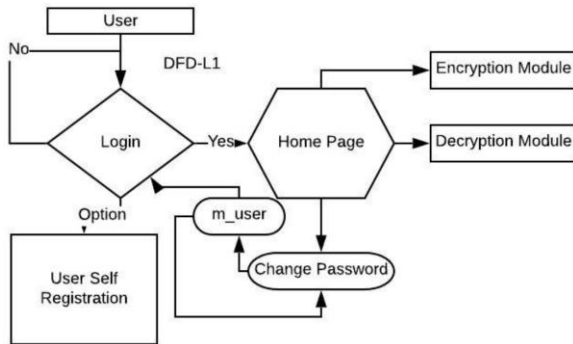 User
No
DFD-L1
Encryption Module
Login
Yes
Home Page
Decryption Module
Option
m_user
User Self
Registration
Change Password